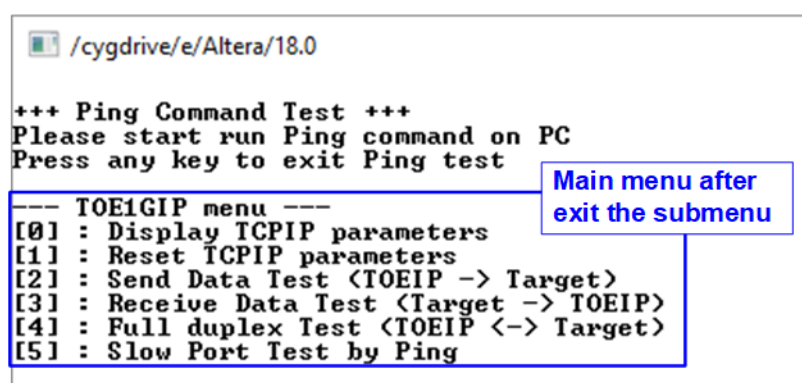 /cygdrive/e/Altera/18.0
+++ Ping Command Test +++
Please start run Ping command on PC
Press any key to exit Ping test
Main menu after
exit the submenu
--- TOE1GIP menu ---
[0] : Display TCPIP parameters
[1] : Reset TCPIP parameters
[2] : Send Data Test (TOEIP -> Target)
[3] : Receive Data Test (Target -> TOEIP)
[4] : Full duplex Test (TOEIP <-> Target)
[5] : Slow Port Test by Ping